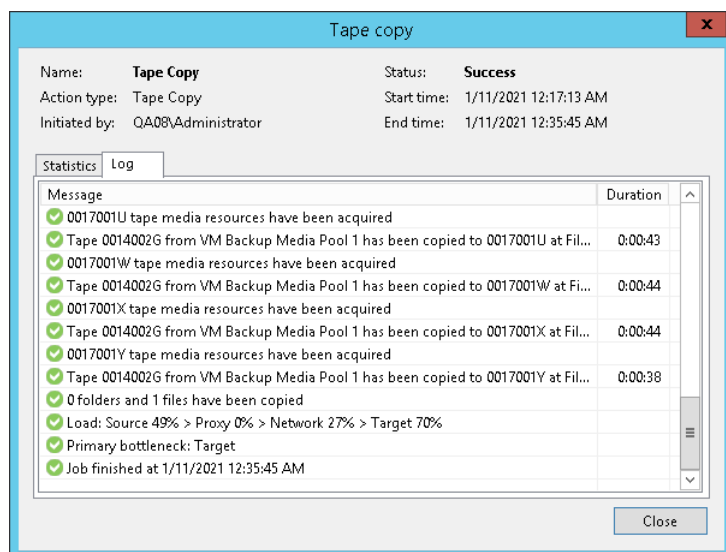 Tape copy
x
Name: Tape Copy Status: Success
Action type: Tape Copy Start time: 1/11/2021 12:17:13 AM
Initiated by: QA08\Administrator End time: 1/11/2021 12:35:45 AM
Statistics Log
Message Duration
0017001U tape media resources have been acquired
Tape 0014002G from VM Backup Media Pool 1 has been copied to 0017001U at Fil... 0:00:43
0017001W tape media resources have been acquired
Tape 0014002G from VM Backup Media Pool 1 has been copied to 0017001W at Fi... 0:00:44
0017001X tape media resources have been acquired
Tape 0014002G from VM Backup Media Pool 1 has been copied to 0017001X at Fil... 0:00:44
0017001Y tape media resources have been acquired
Tape 0014002G from VM Backup Media Pool 1 has been copied to 0017001Y at Fil... 0:00:38
0 folders and 1 files have been copied
Load: Source 49% > Proxy 0% > Network 27% > Target 70%
Primary bottleneck: Target
Job finished at 1/11/2021 12:35:45 AM
Close